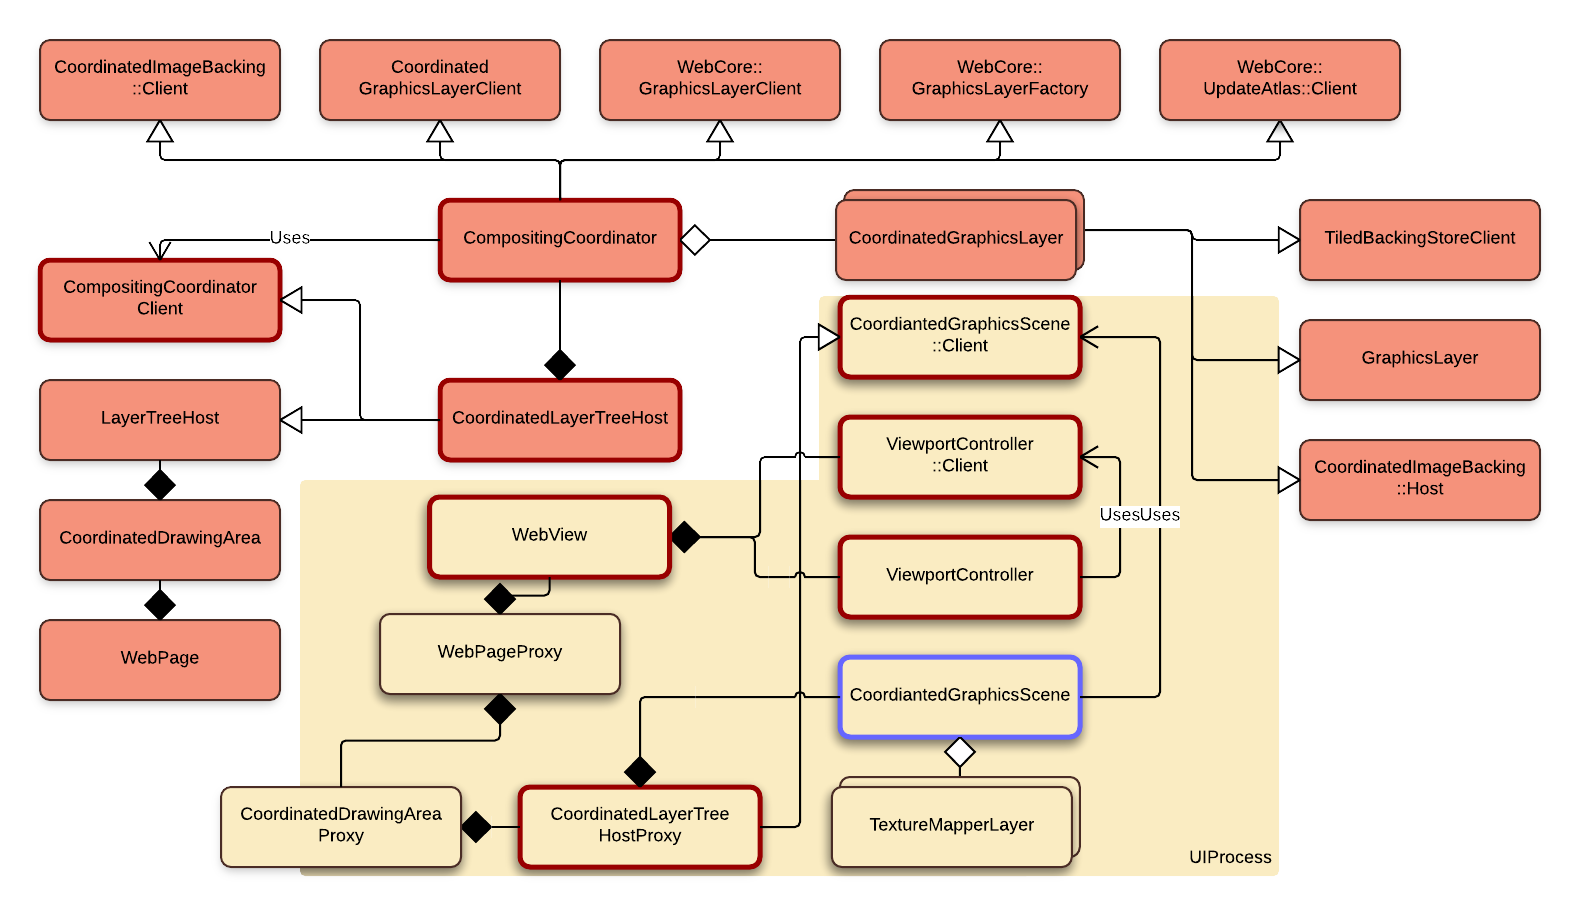 CoordinatedImageBacking
::Client
Coordinated
GraphicsLayerClient
WebCore::
GraphicsLayerClient
WebCore::
GraphicsLayerFactory
WebCore::
UpdateAtlas::Client
Uses
CompositingCoordinator
CoordinatedGraphicsLayer
TiledBackingStoreClient
CompositingCoordinator
Client
CoordiantedGraphicsScene
::Client
GraphicsLayer
LayerTreeHost
CoordinatedLayerTreeHost
ViewportController
::Client
CoordinatedImageBacking
::Host
UsesUses
CoordinatedDrawingArea
WebView
ViewportController
WebPage
WebPageProxy
CoordiantedGraphicsScene
CoordinatedDrawingArea
Proxy
CoordinatedLayerTree
HostProxy
TextureMapperLayer
UIProcess